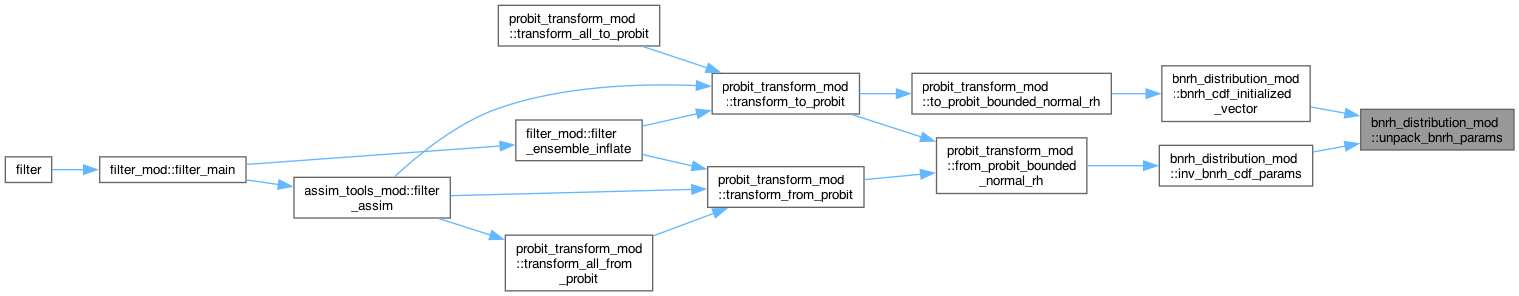 probit_transform_mod
::transform_all_to_probit
probit_transform_mod
::transform_to_probit
probit_transform_mod
::to_probit_bounded_normal_rh
bnrh_distribution_mod
::bnrh_cdf_initialized
_vector
bnrh_distribution_mod
::unpack_bnrh_params
filter_mod::filter
_ensemble_inflate
probit_transform_mod
::from_probit_bounded
_normal_rh
bnrh_distribution_mod
::inv_bnrh_cdf_params
filter
filter_mod::filter_main
assim_tools_mod::filter
_assim
probit_transform_mod
::transform_from_probit
probit_transform_mod
::transform_all_from
_probit